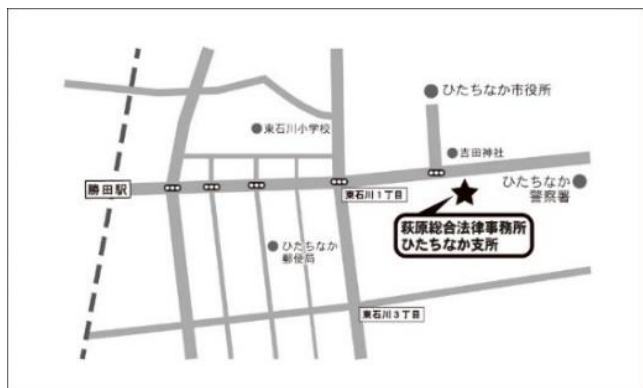 ひたちなか市役所
東石川小学校
吉田神社
勝田駅
東石川1丁目
ひたちなか
警察署
萩原総合法律事務所
ひたちなか支所
ひたちなか
郵便局
東石川3丁目